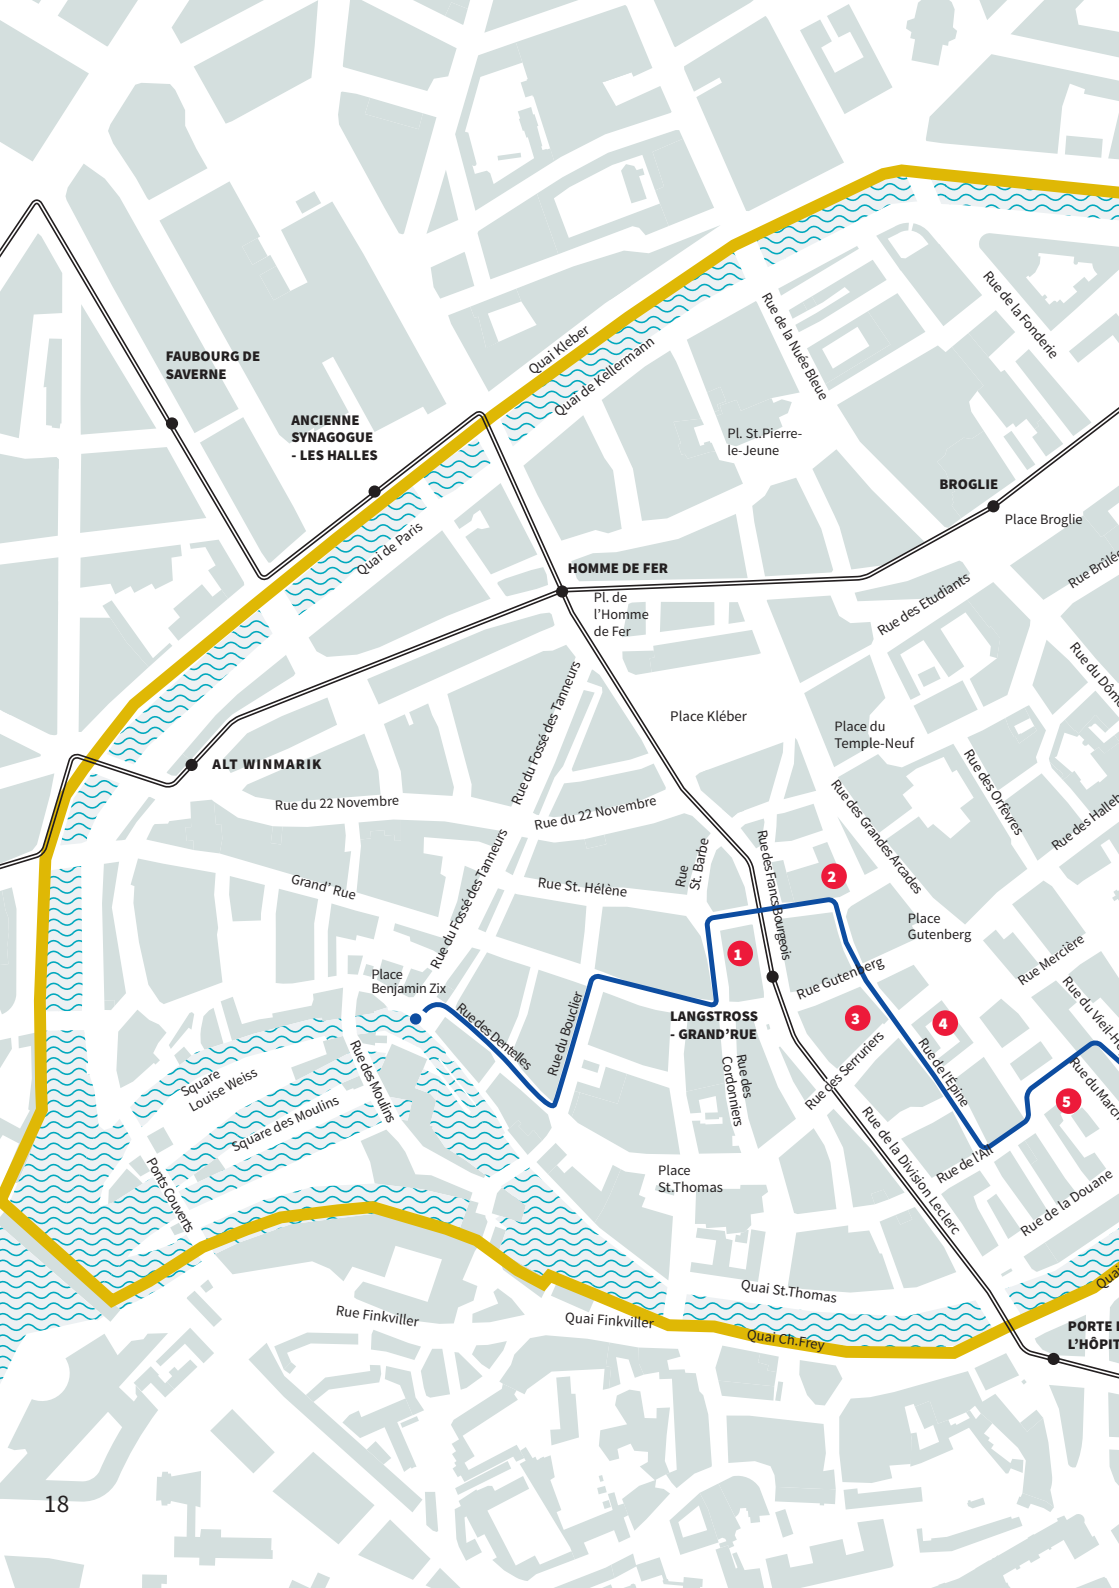 Rue de la Fonderie
Rue de la Nuée Bleue
Quai Kleber
Quai de Kellermann
FAUBOURG DE
SAVERNE
ANCIENNE
SYNAGOGUE
- LES HALLES
Pl. St.Pierre-
le-Jeune
BROGLIE
Place Broglie
Quai de Paris
HOMME DE FER
Pl. de
l'Homme
de Fer
Rue des Etudiants
Rue Brûlée
Rue du Dôm
Rue du Fossé des Tanneurs
Place Kléber
Place du
Temple-Neuf
ALT WINMARIK
Rue du 22 Novembre
Rue du 22 Novembre
Rue des Orfèvres
Rue des Grandes Arcades
Rue des Halleb
Rue du Fossé des Tanneurs
Rue
St. Barbe
Rue des Francs Bourgeois
Grand' Rue
Rue St. Hélène
2
Place
Gutenberg
1
Rue Mercière
Place
Benjamin Zix
Rue Gutenberg
Rue du Vieil-H
Rue des Dentelles
Rue du Bouclier
LANGSTROSS
- GRAND'RUE
3
4
Rue des Moulins
Square
Louise Weiss
Rue des
Cordonniers
Rue des Serruriers
Rue de l'Epine
Rue du March
5
Square des Moulins
Rue de la Division Leclerc
Ponts Couverts
Place
St.Thomas
Rue de l'Ail
Rue de la Douane
Quai St.Thomas
Quai
Rue Finkviller
Quai Finkviller
Quai Ch.Frey
PORTE
L'HÔPIT
18